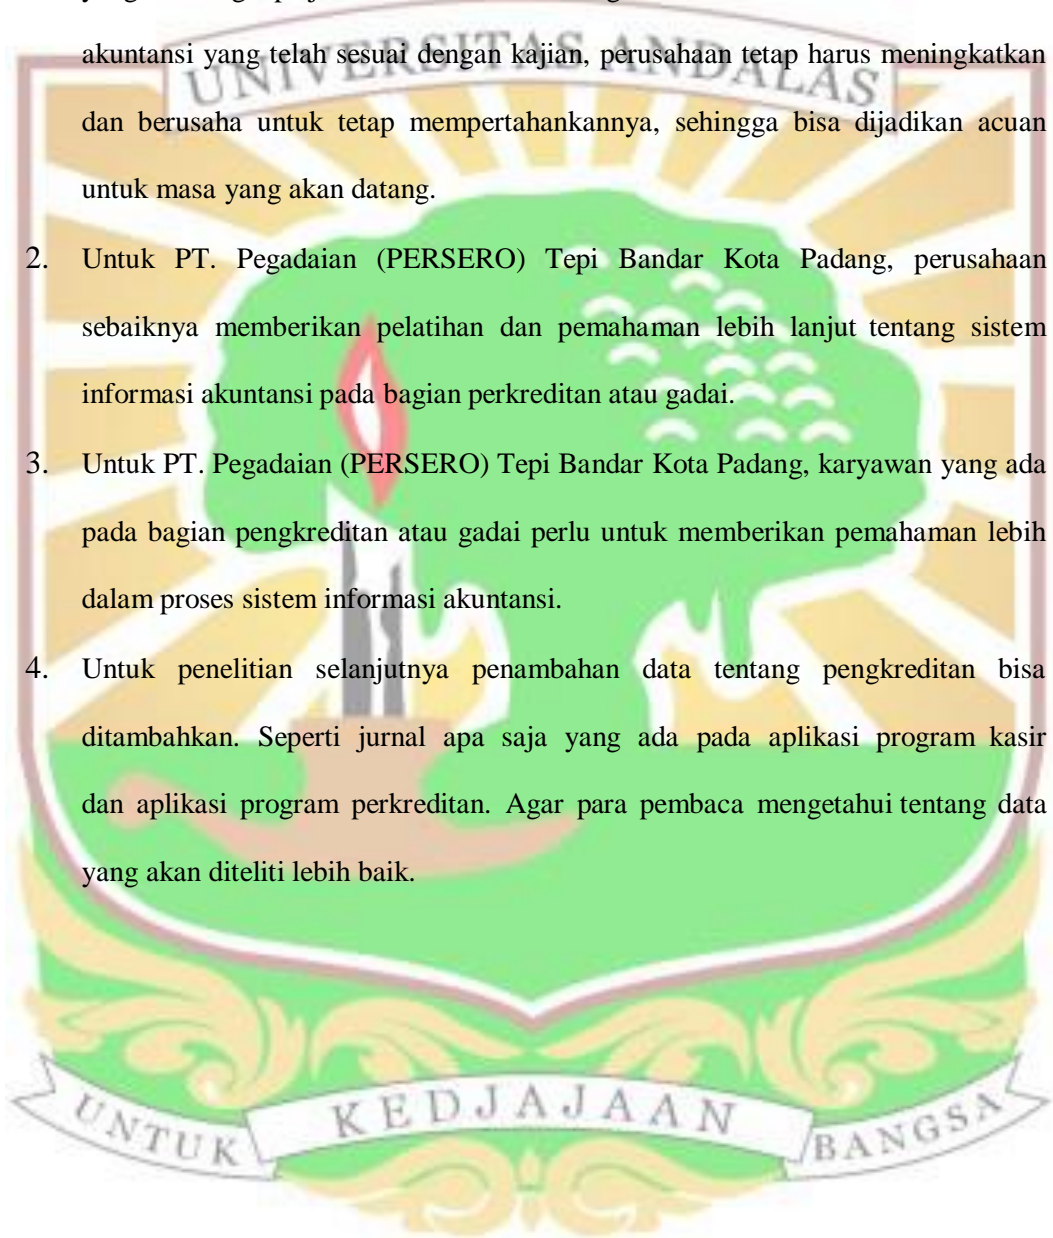 akuntansi yang telah sesuai dengan kajian, perusahaan tetap harus meningkatkan
UNIVERSITAS ANDALAS
dan berusaha untuk tetap mempertahankannya, sehingga bisa dijadikan acuan
untuk masa yang akan datang.
2. Untuk PT. Pegadaian (PERSERO) Tepi Bandar Kota Padang, perusahaan
sebaiknya memberikan pelatihan dan pemahaman lebih lanjut tentang sistem
informasi akuntansi pada bagian perkreditan atau gadai.
3. Untuk PT. Pegadaian (PERSERO) Tepi Bandar Kota Padang, karyawan yang ada
pada bagian pengkreditan atau gadai perlu untuk memberikan pemahaman lebih
dalam proses sistem informasi akuntansi.
4. Untuk penelitian selanjutnya penambahan data tentang pengkreditan bisa
ditambahkan. Seperti jurnal apa saja yang ada pada aplikasi program kasir
dan aplikasi program perkreditan. Agar para pembaca mengetahui tentang data
yang akan diteliti lebih baik.
UNTUK KEDJAJAAN BANGSA